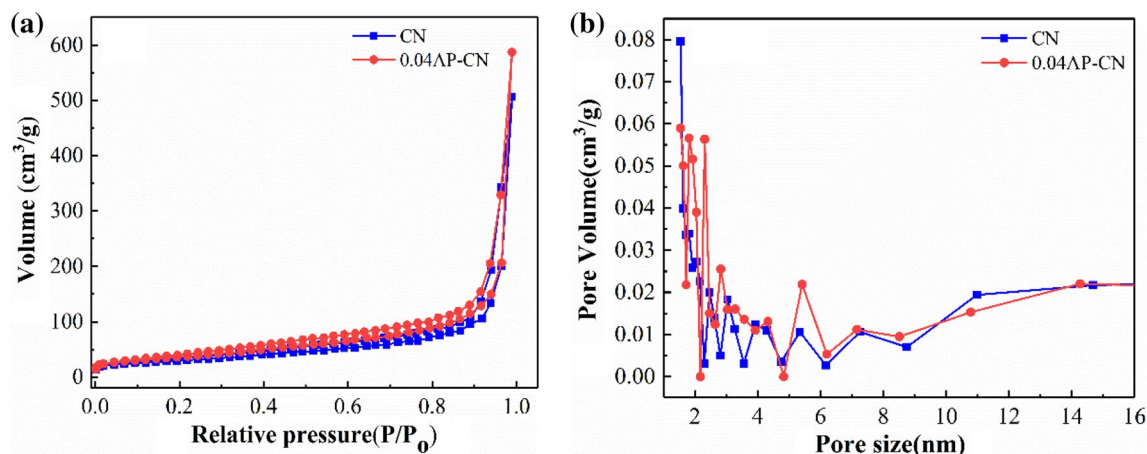 (a)
CN
0.04ΛP-CN
600
500
400
300
200
100
0
Volume (cm³/g)
0.0 0.2 0.4 0.6 0.8 1.0
Relative pressure(P/P₀)
(b)
CN
0.04ΛP-CN
0.08
0.07
0.06
0.05
0.04
0.03
0.02
0.01
0.00
Pore Volume(cm³/g)
2 4 6 8 10 12 14 16
Pore size(nm)